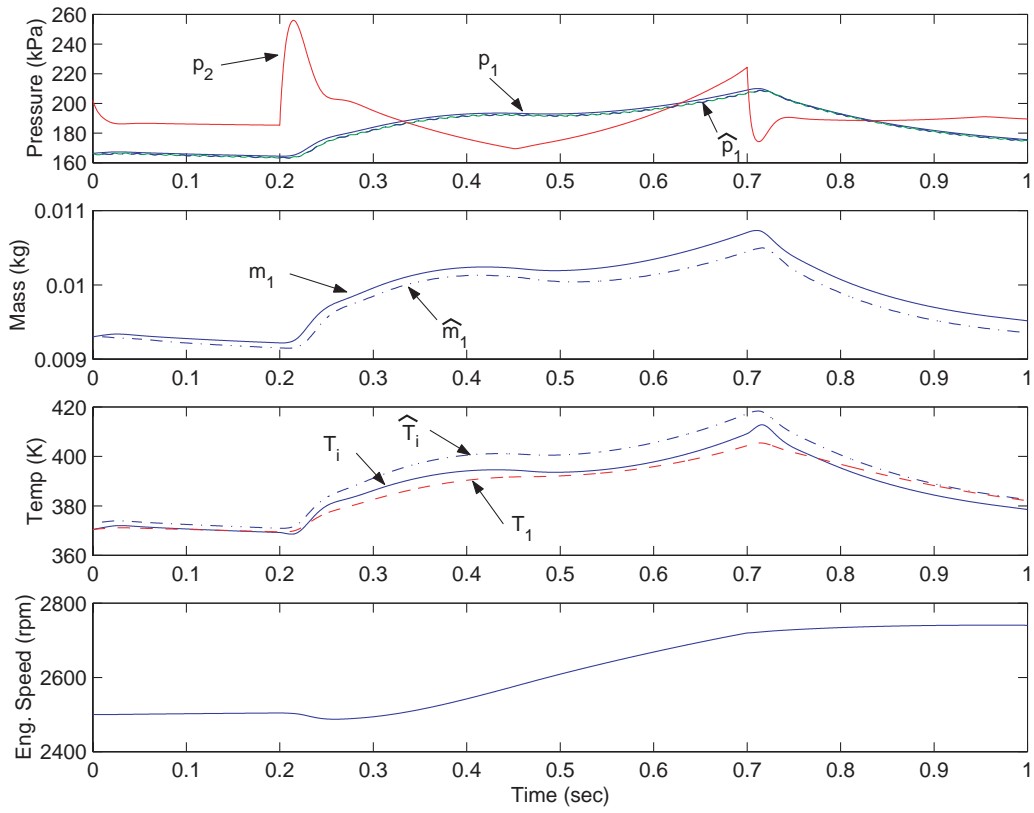 260
240
220
200
180
160
Pressure (kPa)
p2
p1
p̂1
0 0.1 0.2 0.3 0.4 0.5 0.6 0.7 0.8 0.9 1
0.011
0.01
0.009
Mass (kg)
m1
m̂1
0 0.1 0.2 0.3 0.4 0.5 0.6 0.7 0.8 0.9 1
420
400
380
360
Temp (K)
Ti
T̂i
T1
0 0.1 0.2 0.3 0.4 0.5 0.6 0.7 0.8 0.9 1
2800
2600
2400
Eng. Speed (rpm)
0 0.1 0.2 0.3 0.4 0.5 0.6 0.7 0.8 0.9 1
Time (sec)